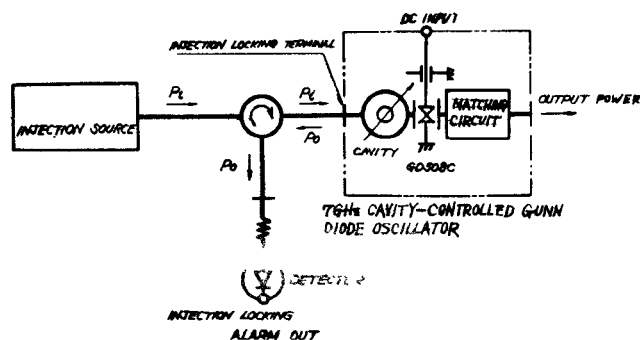 DC INPUT
INJECTION LOCKING TERMINAL
Pi
Pi
INJECTION SOURCE
Po
CAVITY
MATCHING
CIRCUIT
OUTPUT POWER
Po
GD508C
7GHz CAVITY-CONTROLLED GUNN
DIODE OSCILLATOR
INJECTION LOCKING
ALARM OUT